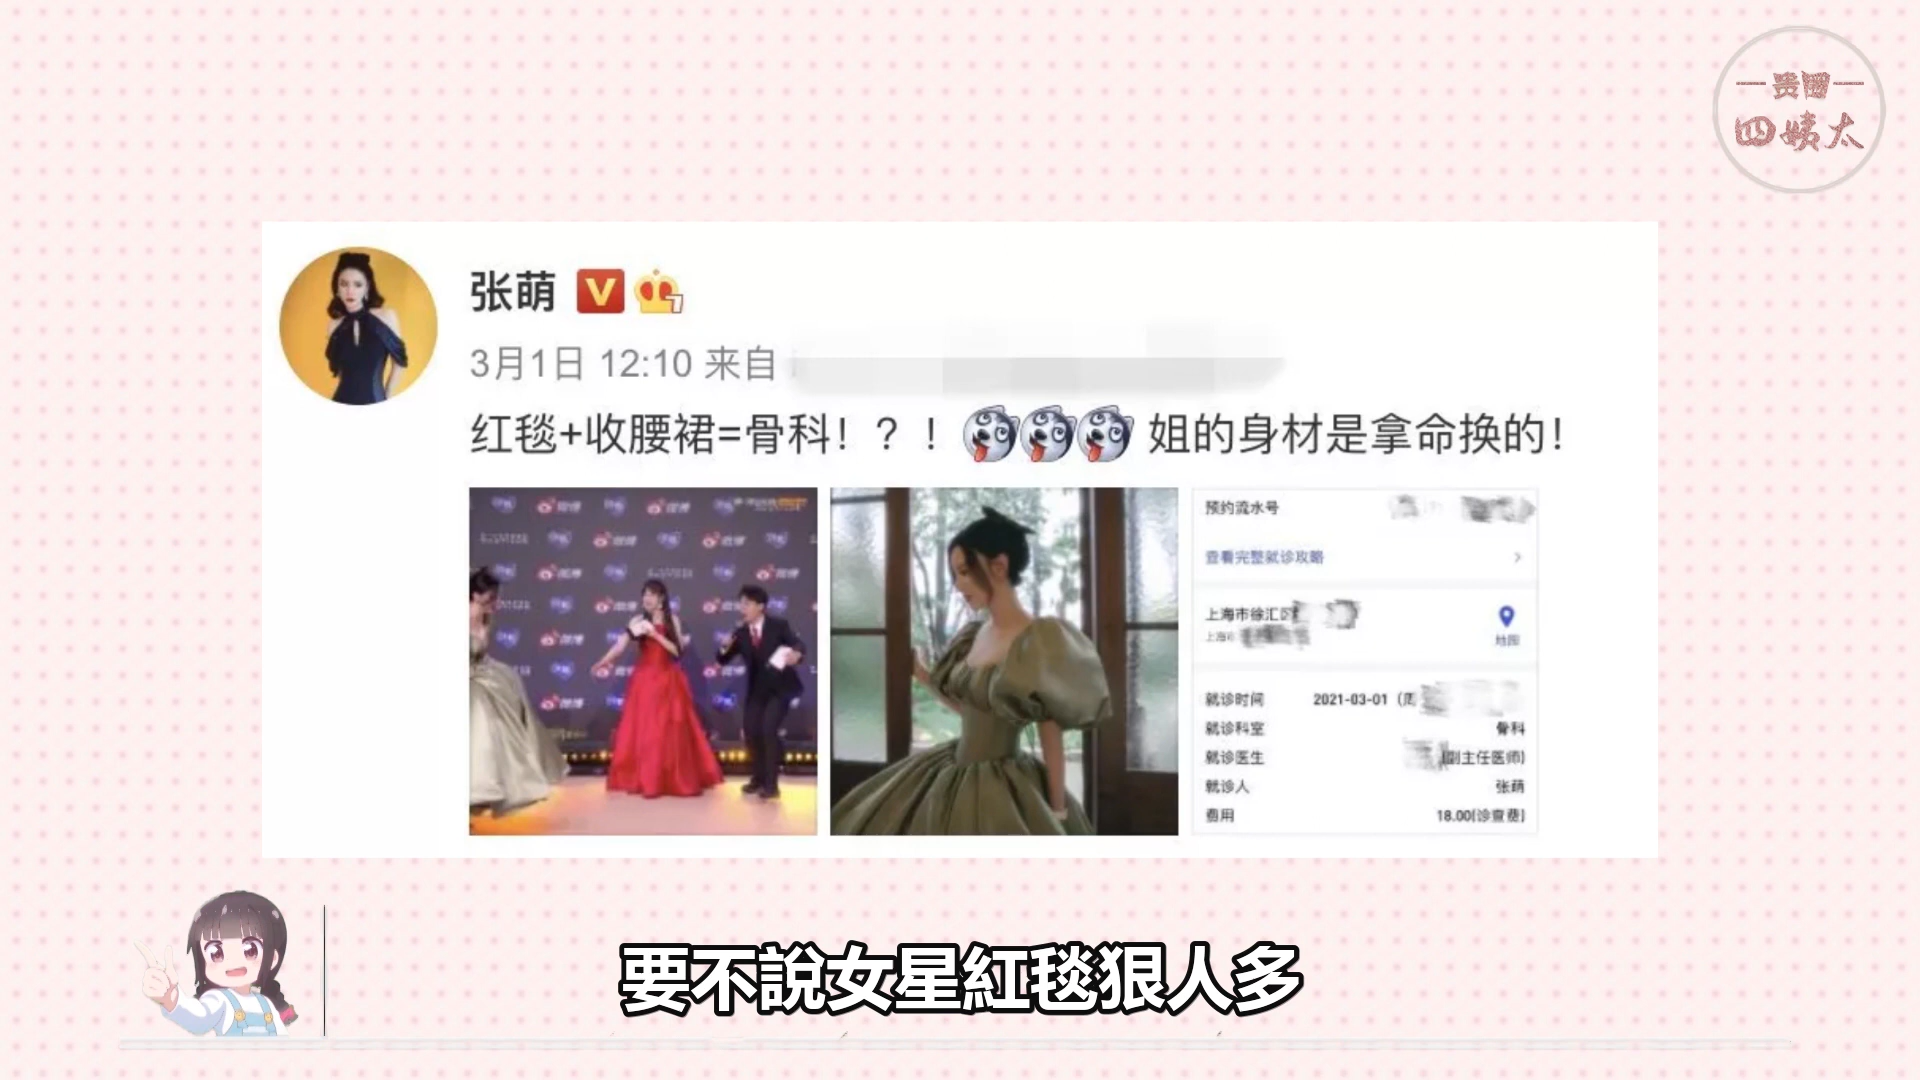 贵圈
四姨太
张萌
3月1日 12:10 来自
红毯+收腰裙=骨科！？！ 姐的身材是拿命换的！
预约流水号
查看完整就诊攻略
上海市徐汇区
地图
就诊时间 2021-03-01
就诊科室 骨科
就诊医生 (副主任医师)
就诊人 张萌
费用 18.00(诊查费)
要不說女星紅毯狠人多